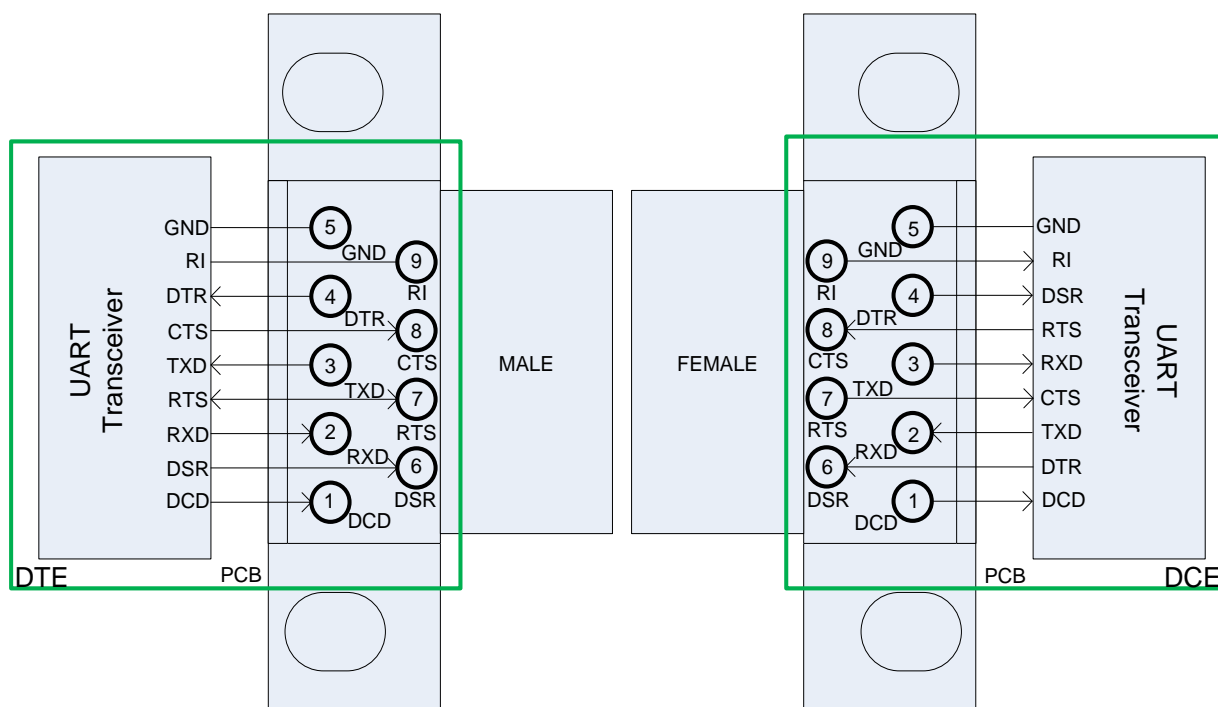 GND
RI
DTR
CTS
TXD
RTS
RXD
DSR
DCD
UART
Transceiver
DTE
PCB
5
GND
9
RI
4
DTR
8
CTS
3
TXD
7
RTS
2
RXD
6
DSR
1
DCD
MALE
FEMALE
5
GND
9
RI
4
DTR
8
CTS
3
TXD
7
RTS
2
RXD
6
DSR
1
DCD
GND
RI
DSR
RTS
RXD
CTS
TXD
DTR
DCD
UART
Transceiver
PCB
DCE